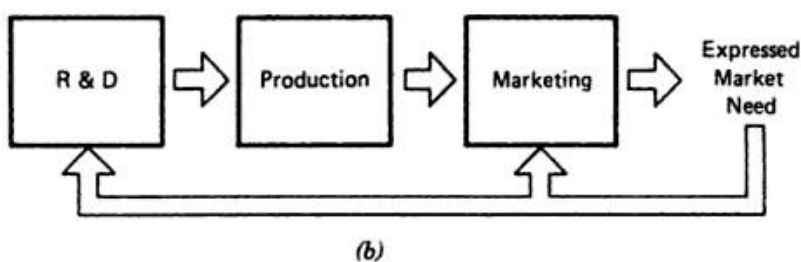 R & D
Production
Marketing
Expressed
Market
Need
(b)